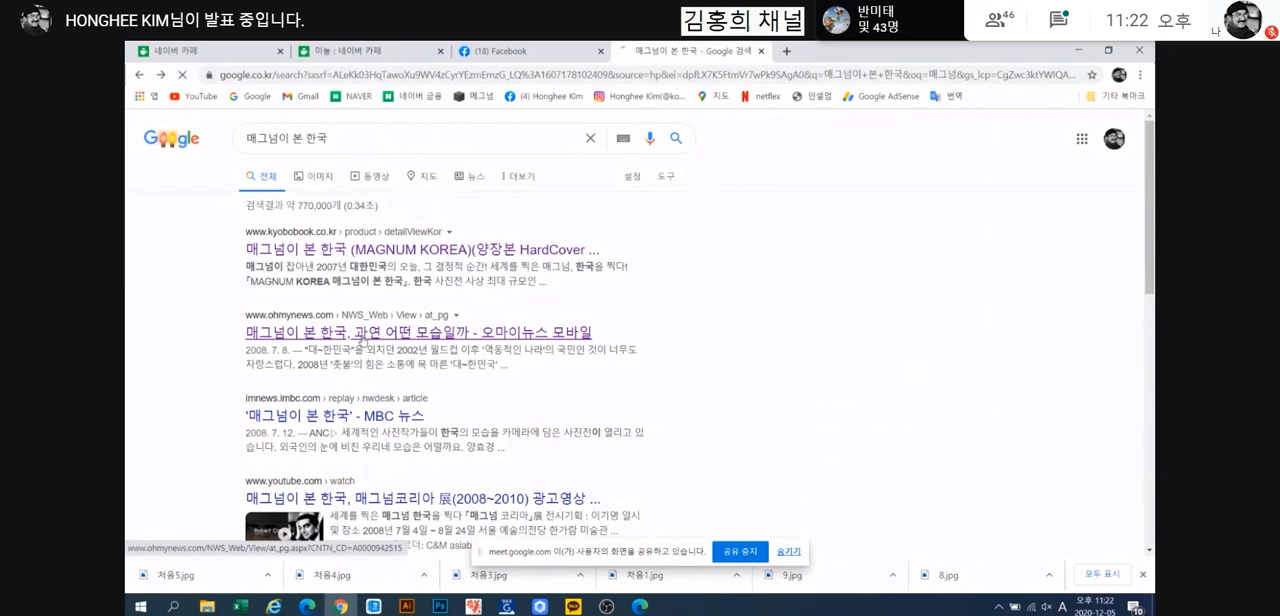 HONGHEE KIM님이 발표 중입니다.
김홍희 채널
반미태
및 43명
46
11:22 오후
나
네이버 카페
미놀 : 네이버 카페
(18) Facebook
매그넘이 본 한국 - Google 검색
앱 YouTube Google Gmail NAVER 네이버 금융 매그넘 (4) Honghee Kim Honghee Kim(@ko... 지도 netflex 인셀덤 Google AdSense 번역 기타 북마크
Google
매그넘이 본 한국
전체 이미지 동영상 지도 뉴스 더보기 설정 도구
검색결과 약 770,000개 (0.34초)
www.kyobobook.co.kr › product › detailViewKor
매그넘이 본 한국 (MAGNUM KOREA)(양장본 HardCover ...
매그넘이 잡아낸 2007년 대한민국의 오늘, 그 결정적 순간! 세계를 찍은 매그넘, 한국을 찍다!
『MAGNUM KOREA 매그넘이 본 한국』. 한국 사진전 사상 최대 규모인 ...
www.ohmynews.com › NWS_Web › View › at_pg
매그넘이 본 한국, 과연 어떤 모습일까 - 오마이뉴스 모바일
2008. 7. 8. — "대~한민국"을 외치던 2002년 월드컵 이후 '역동적인 나라'의 국민인 것이 너무도
자랑스럽다. 2008년 '촛불'의 힘은 소통에 목 마른 '대~한민국' ...
imnews.imbc.com › replay › nwdesk › article
'매그넘이 본 한국' - MBC 뉴스
2008. 7. 12. — ANC▷ 세계적인 사진작가들이 한국의 모습을 카메라에 담은 사진전이 열리고 있
습니다. 외국인의 눈에 비친 우리네 모습은 어떨까요. 양효경 ...
www.youtube.com › watch
매그넘이 본 한국, 매그넘코리아 展(2008~2010) 광고영상 ...
세계를 찍은 매그넘 한국을 찍다 『매그넘 코리아』展 전시기획 : 이기명 일시
및 장소 2008년 7월 4일 ~ 8월 24일 서울 예술의전당 한가람 미술관 ...
C&M asiab
www.ohmynews.com/NWS_Web/View/at_pg.aspx?CNTN_CD=A0000942515
meet.google.com 이(가) 사용자의 화면을 공유하고 있습니다. 공유 중지 숨기기
처음5.jpg 처음4.jpg 처음3.jpg 처음1.jpg 9.jpg 8.jpg 모두 표시
A 오후 11:22
2020-12-05
10